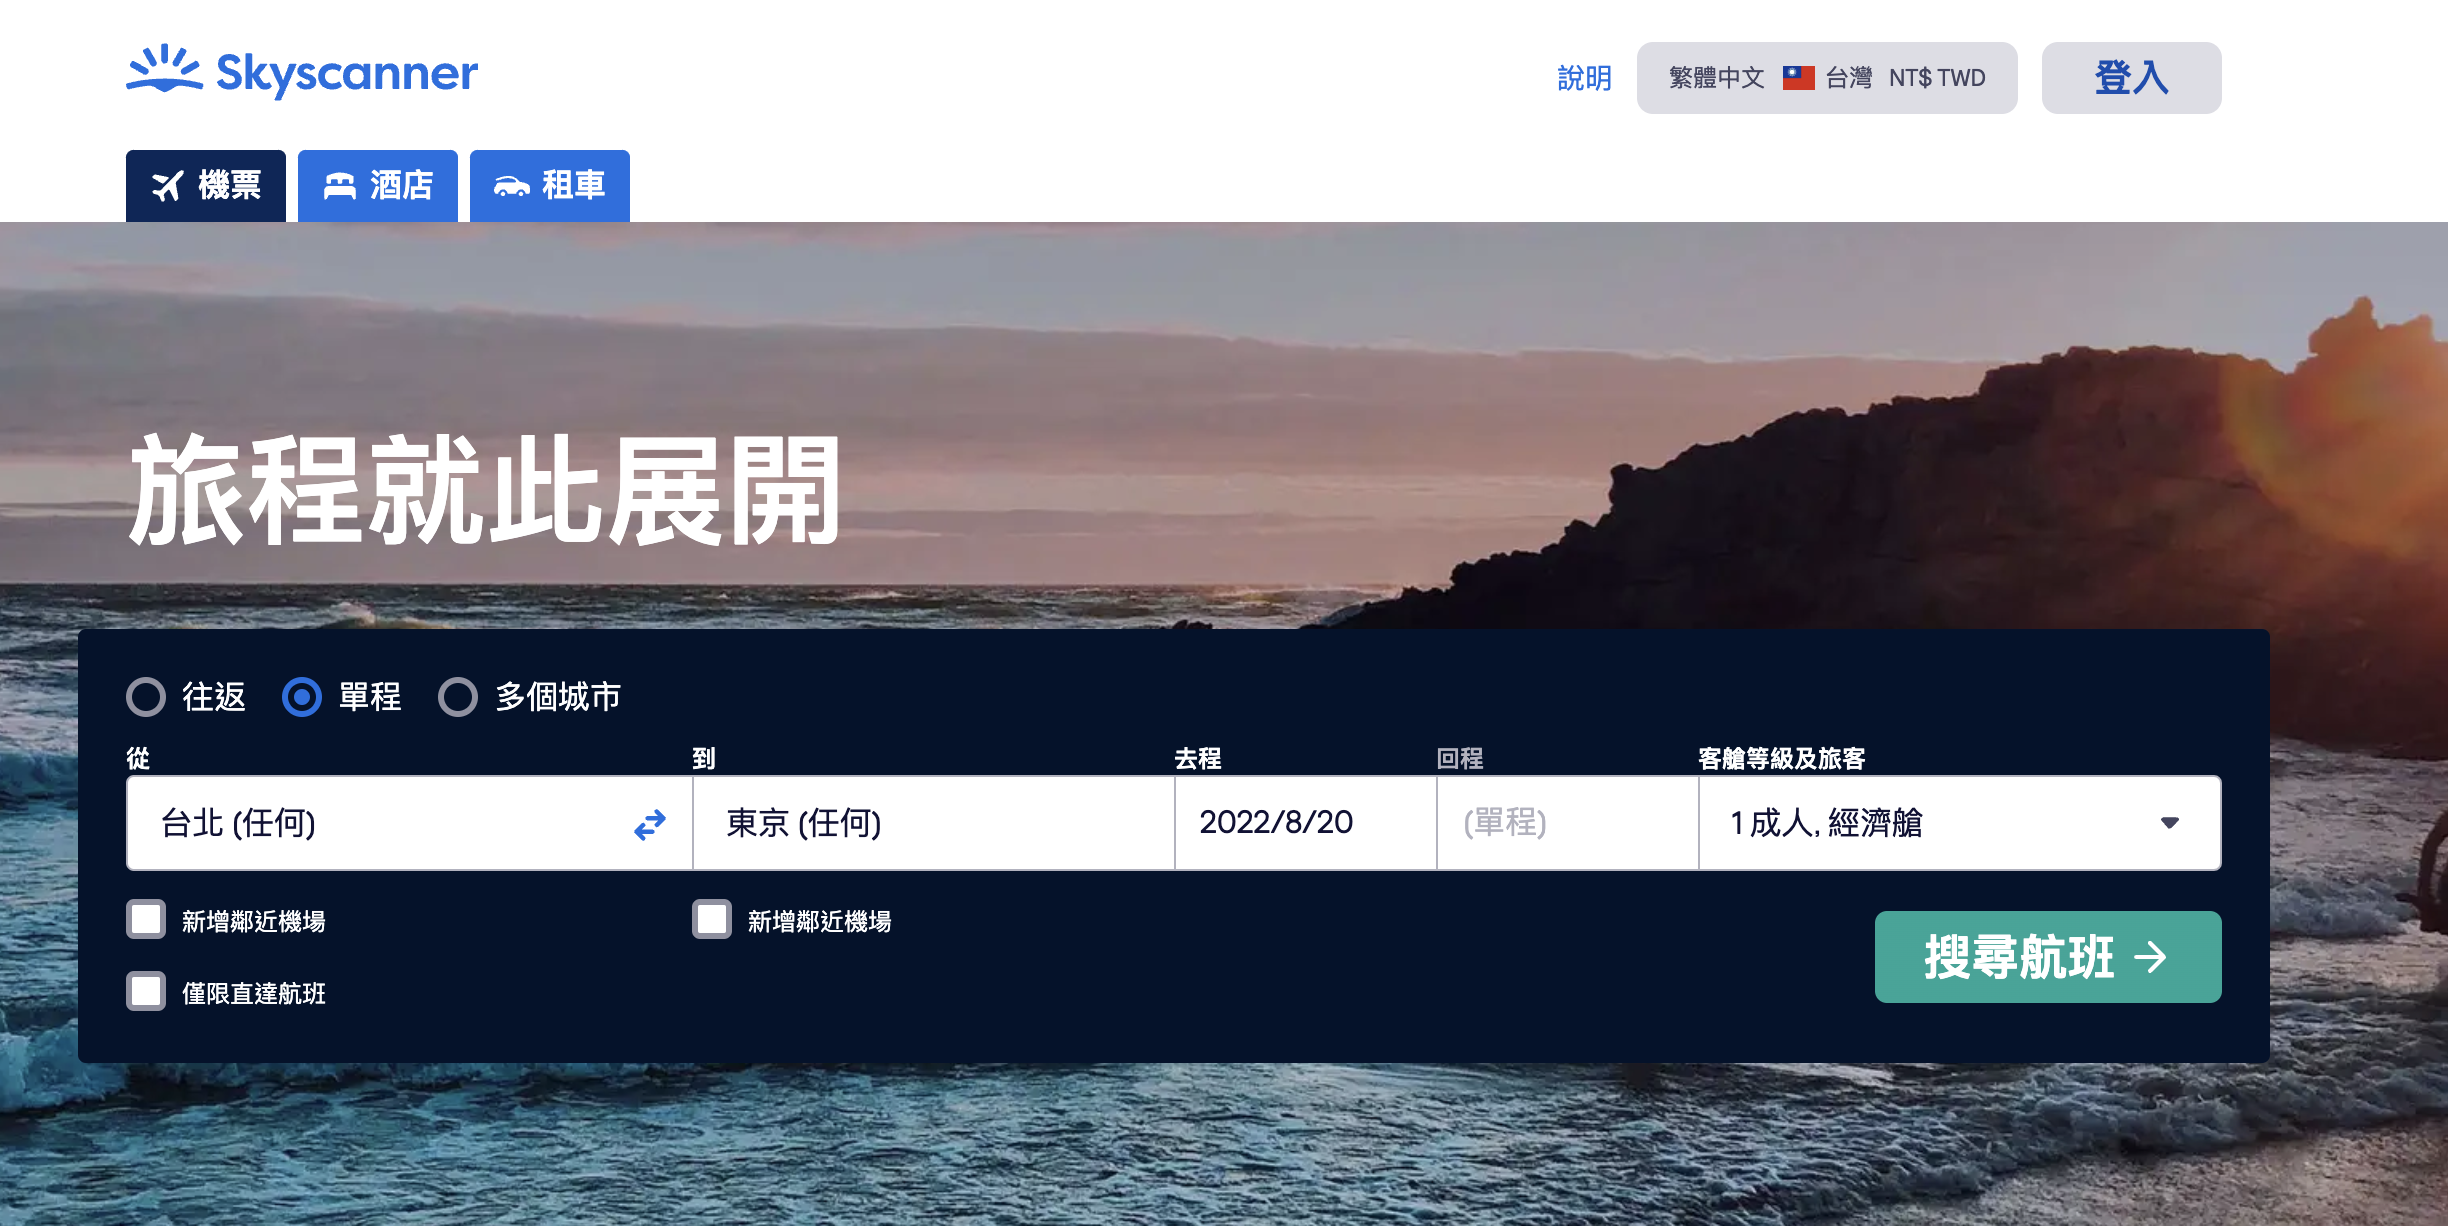 Skyscanner
說明
繁體中文 台灣 NT$ TWD
登入
機票
酒店
租車
旅程就此展開
往返
單程
多個城市
從
到
去程
回程
客艙等級及旅客
台北 (任何)
東京 (任何)
2022/8/20
(單程)
1 成人, 經濟艙
新增鄰近機場
新增鄰近機場
僅限直達航班
搜尋航班 →